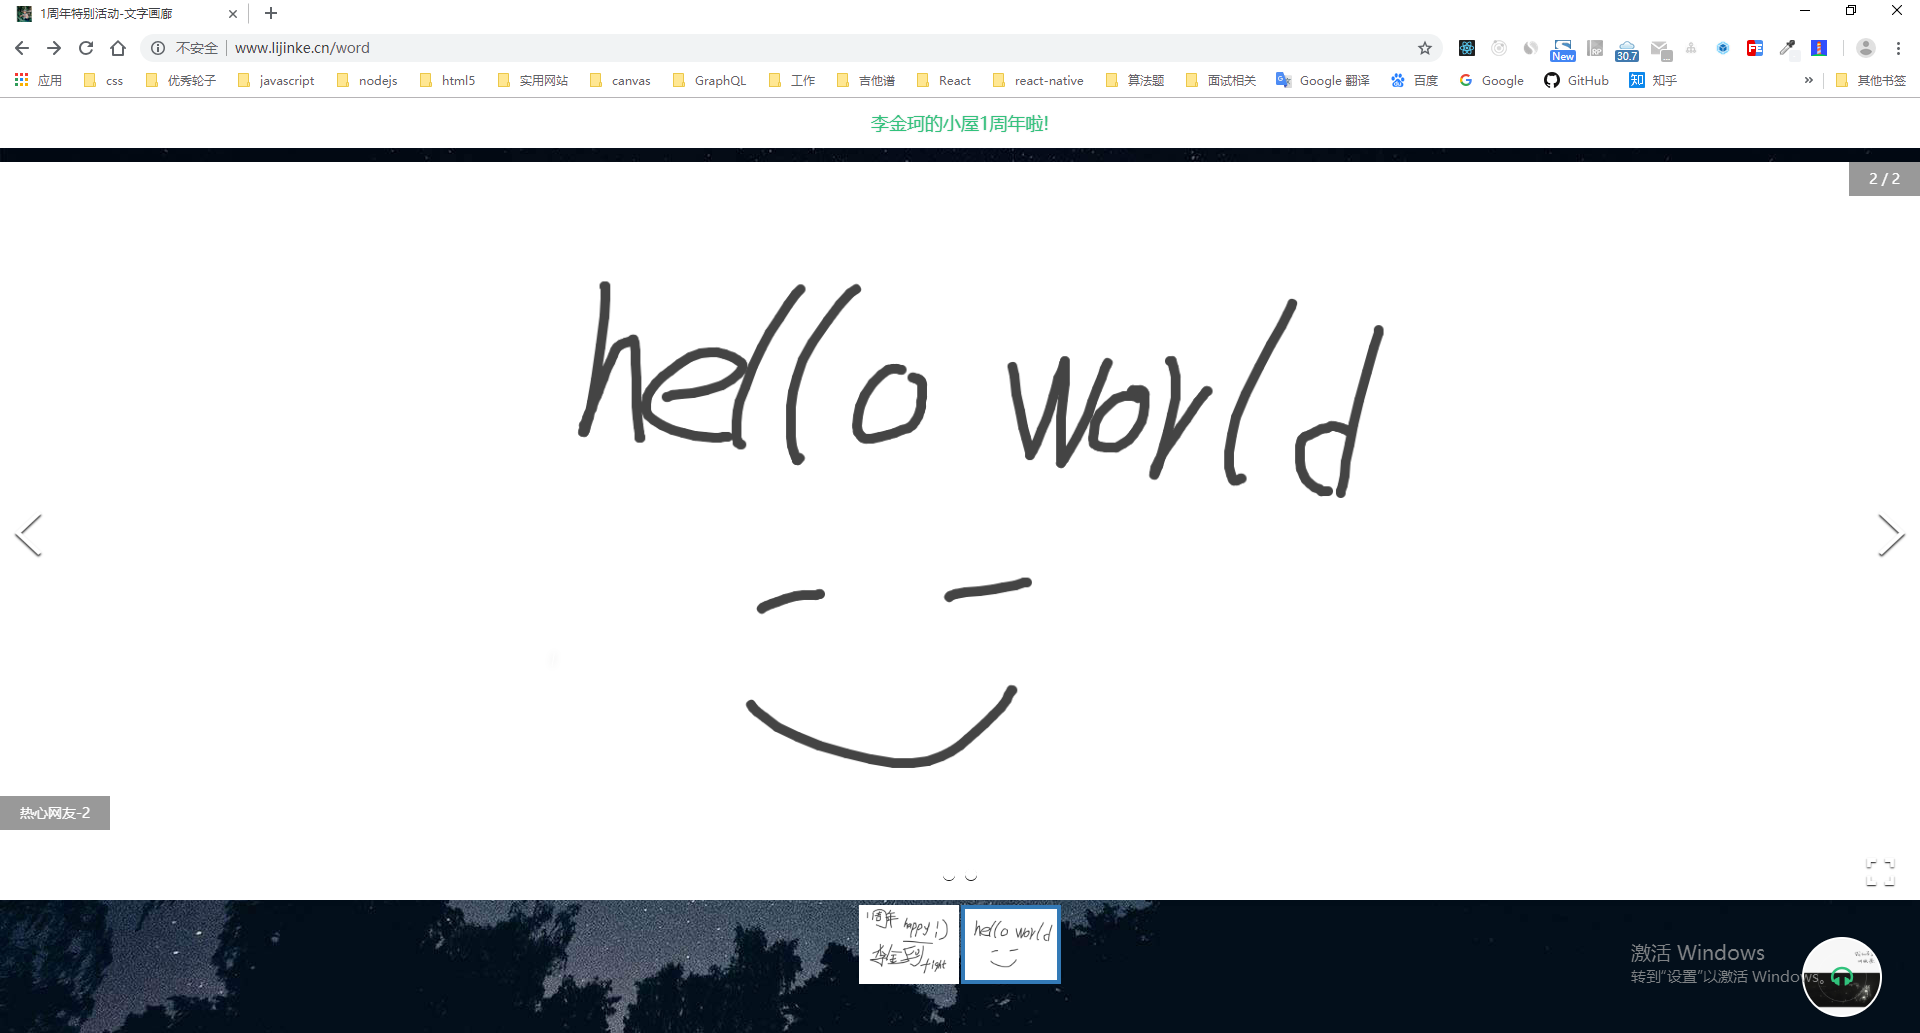 1周年特别活动-文字画廊
不安全 www.lijinke.cn/word
New RP 30.7 ... FE
应用 css 优秀轮子 javascript nodejs html5 实用网站 canvas GraphQL 工作 吉他谱 React react-native 算法题 面试相关 Google 翻译 百度 Google GitHub 知乎 » 其他书签
李金珂的小屋1周年啦!
2 / 2
hello world
热心网友-2
1周年 happy!)
hello world
激活 Windows
转到“设置”以激活 Windows。